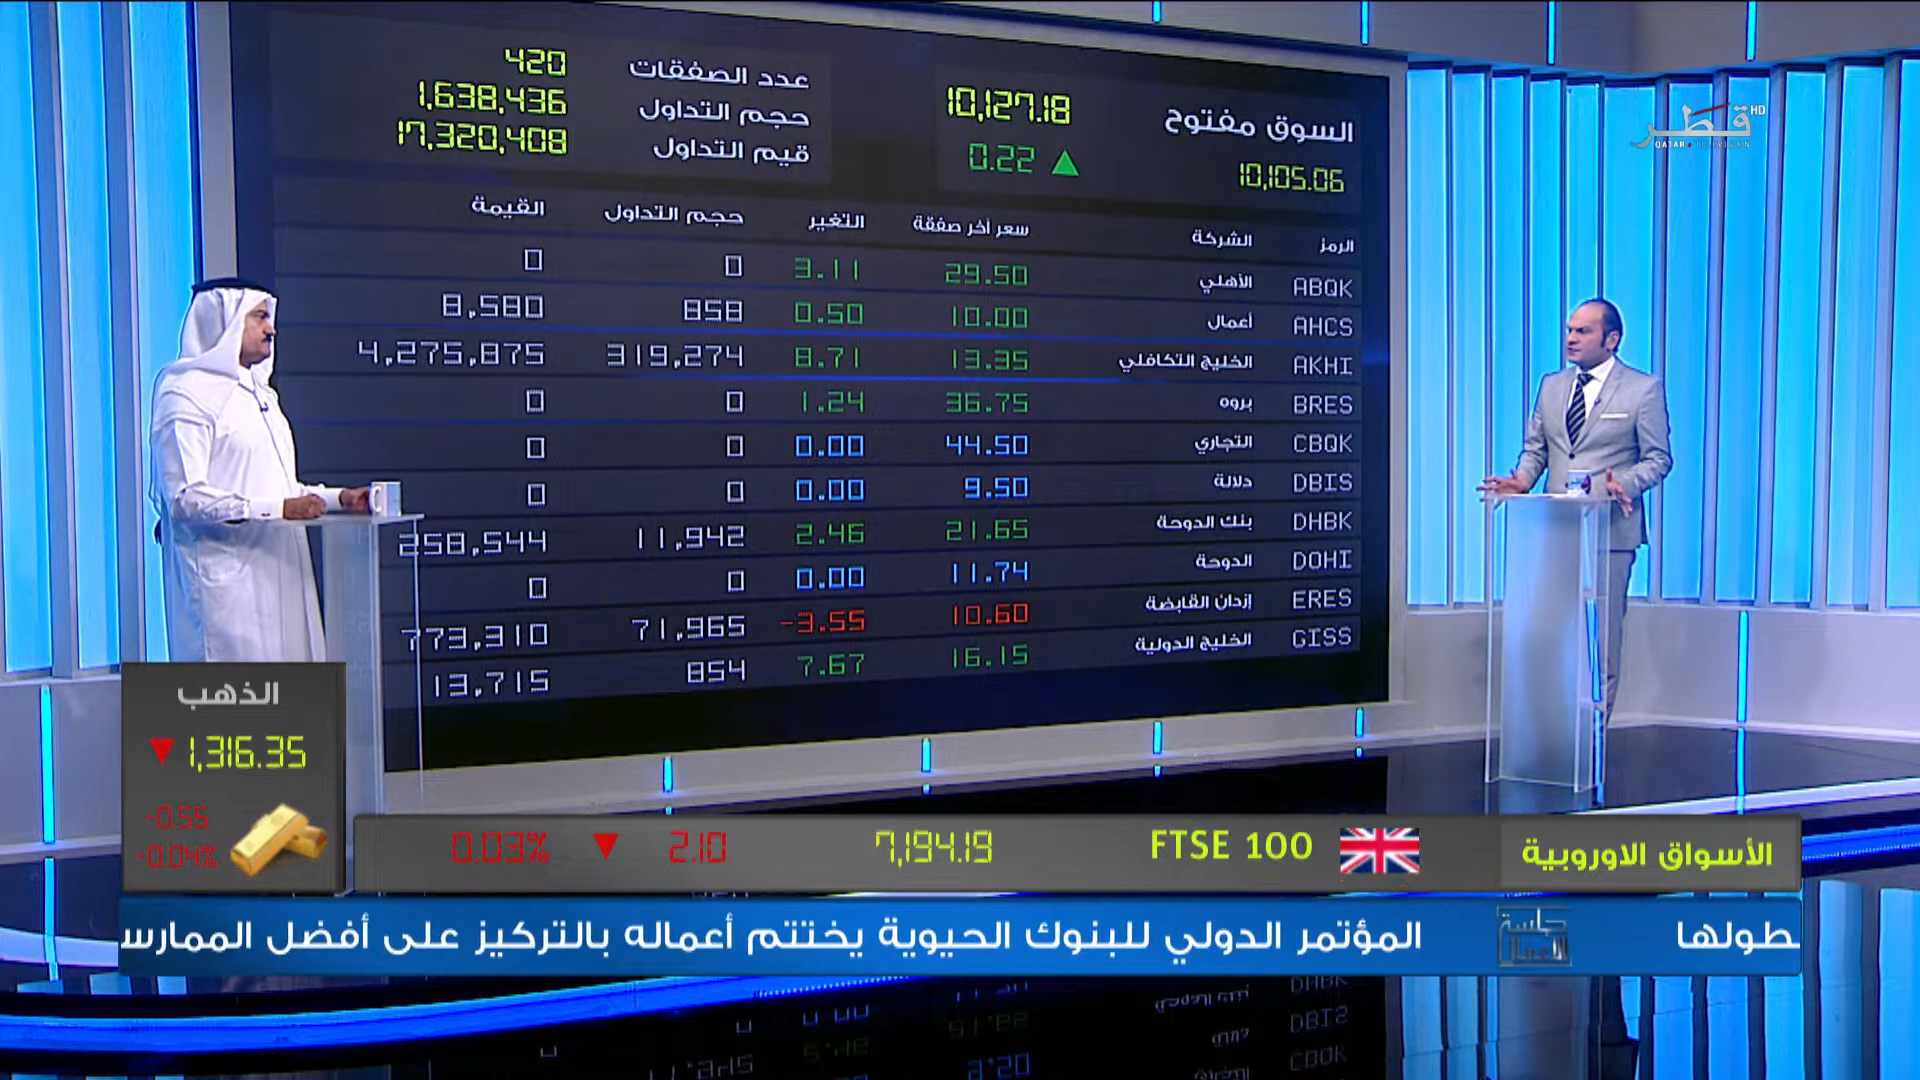 قطر HD
QATAR TELEVISION
السوق مفتوح 10,127.18 عدد الصفقات 420
حجم التداول 1,638,436
10,105.06 ▲ 0.22 قيم التداول 17,320,408
الرمز الشركة سعر آخر صفقة التغير حجم التداول القيمة
ABQK الأهلي 29.50 3.11 0 0
AHCS أعمال 10.00 0.50 858 8,580
AKHI الخليج التكافلي 13.35 8.71 319,274 4,275,875
BRES بروه 36.75 1.24 0 0
CBQK التجاري 44.50 0.00 0 0
DBIS دلالة 9.50 0.00 0 0
DHBK بنك الدوحة 21.65 2.46 11,942 258,544
DOHI الدوحة 11.74 0.00 0 0
ERES إزدان القابضة 10.60 -3.55 71,965 773,310
GISS الخليج الدولية 16.15 7.67 854 13,715
الذهب
▼ 1,316.35
-0.55
-0.04%
الأسواق الاوروبية FTSE 100 7,194.19 2.10 ▼ 0.03%
طولها جلسة الأعمال المؤتمر الدولي للبنوك الحيوية يختتم أعماله بالتركيز على أفضل الممارس